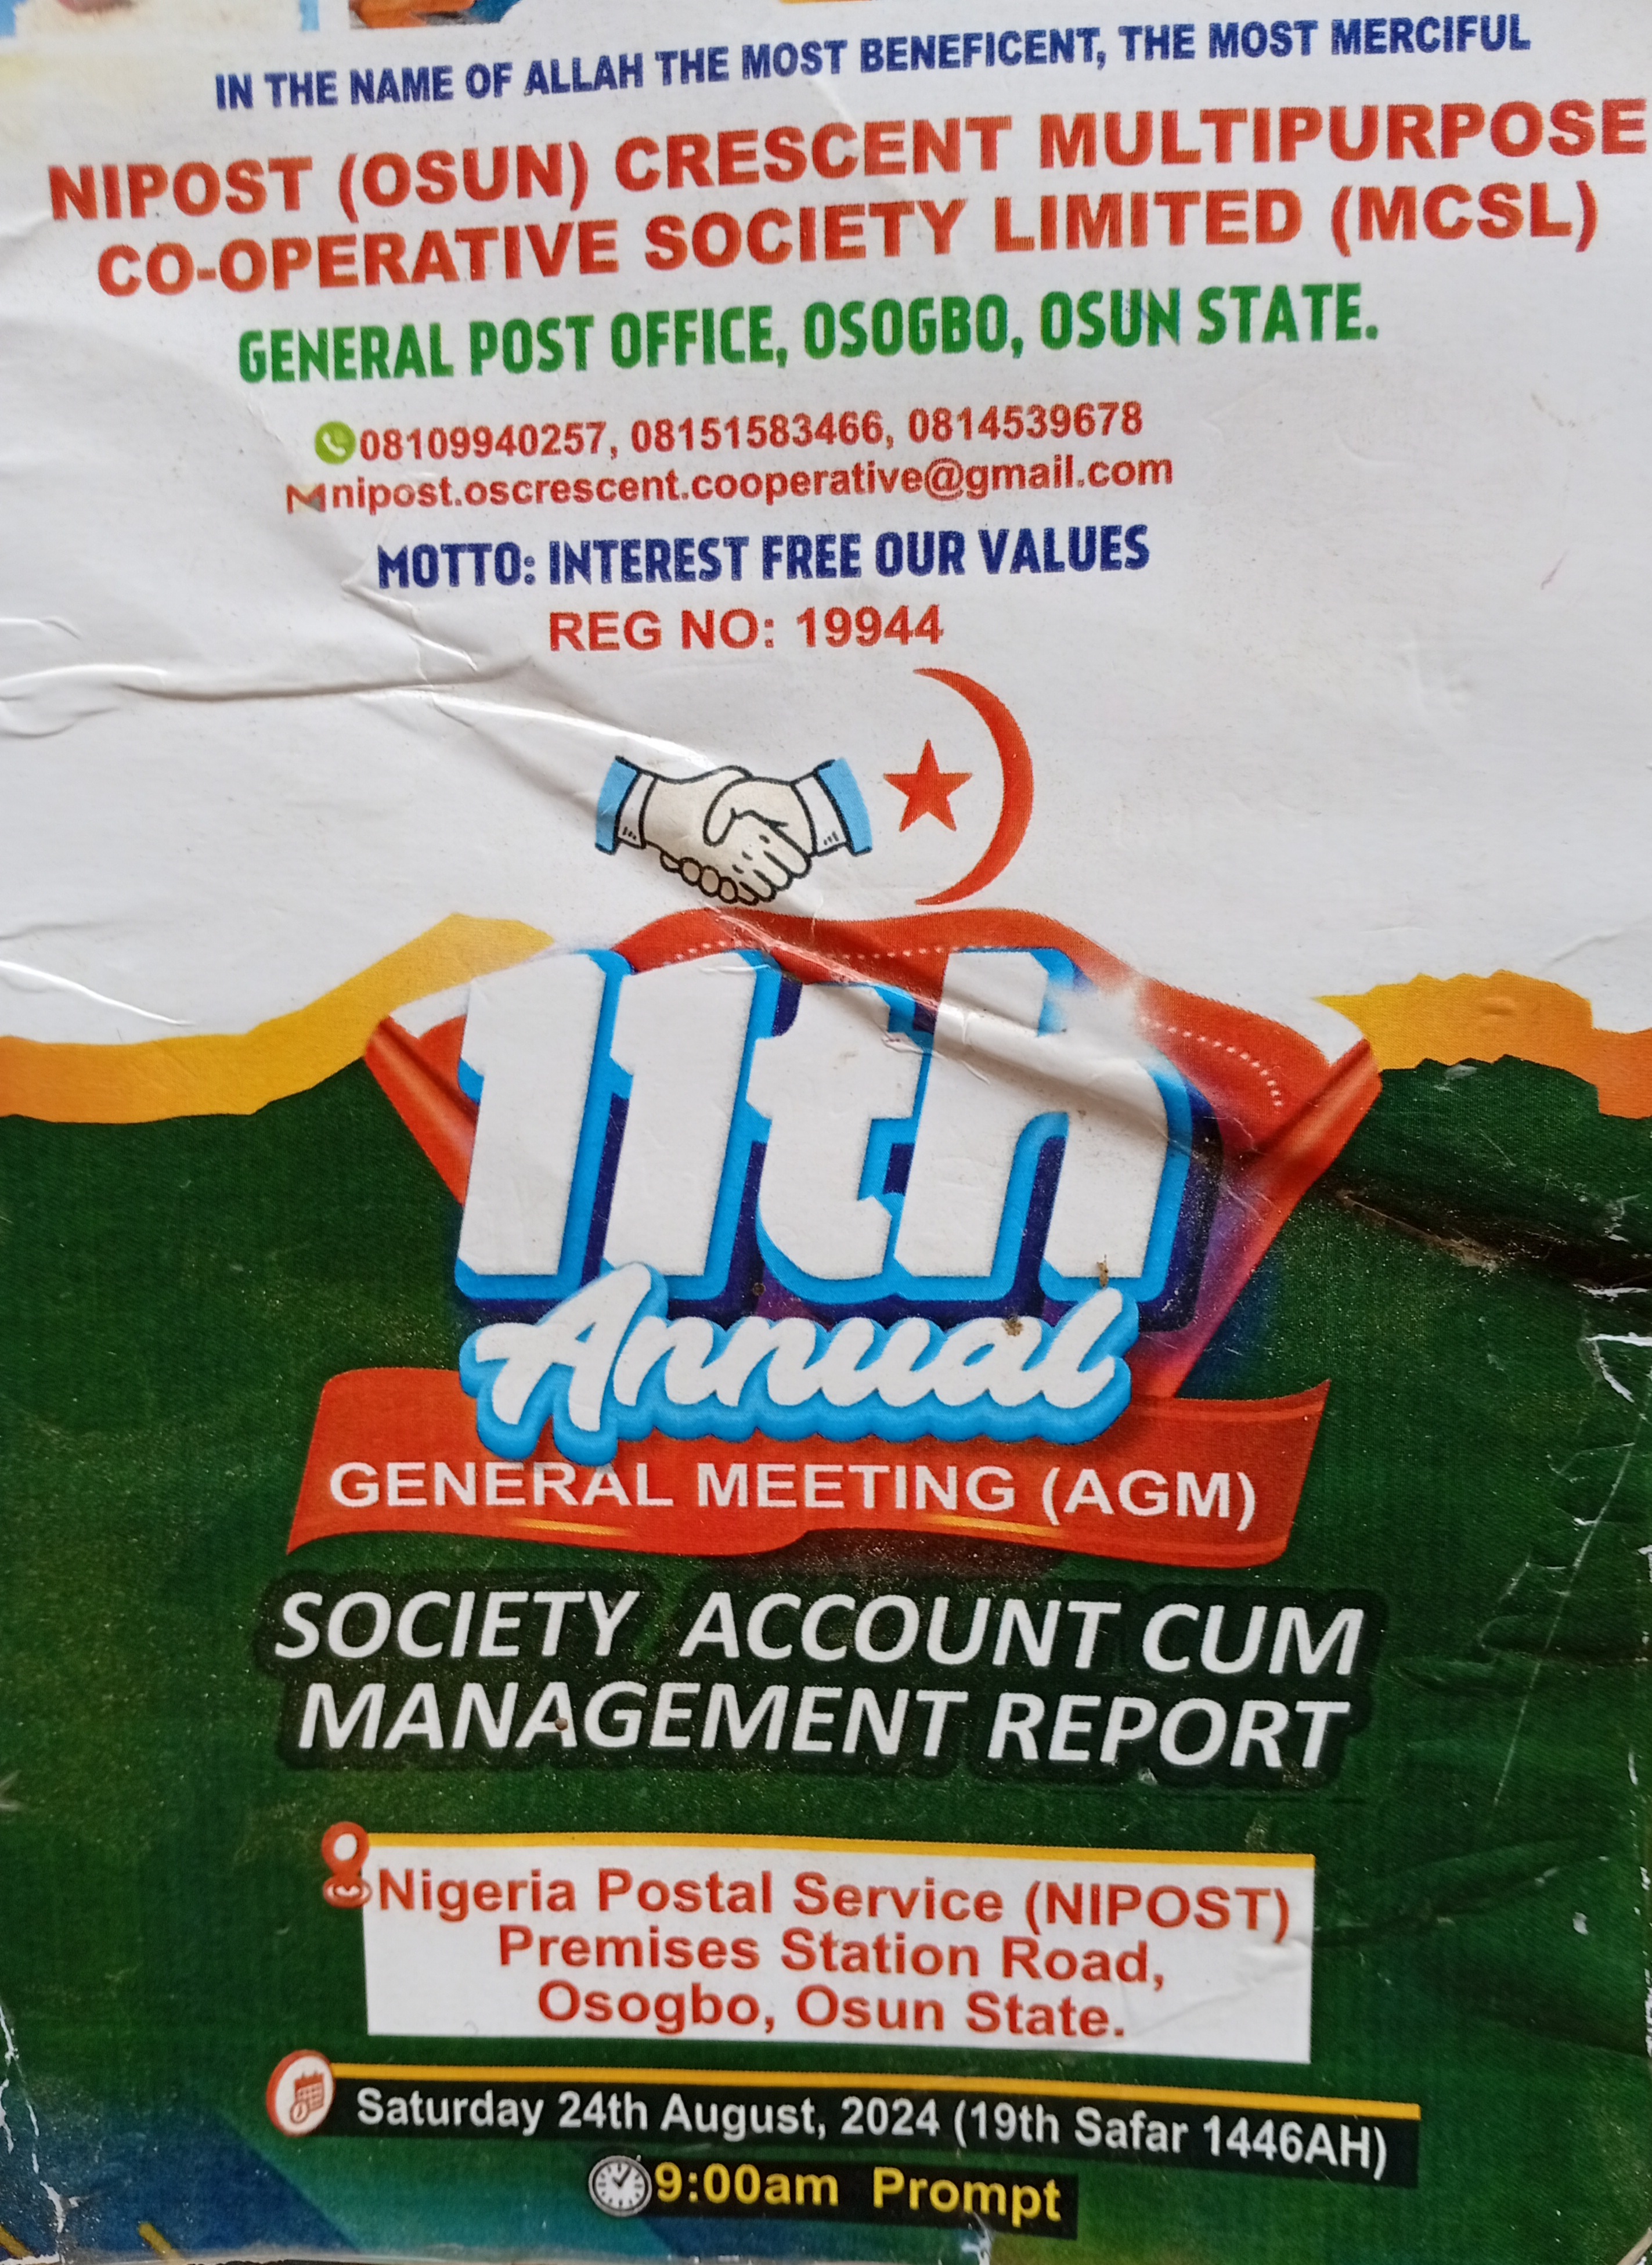 IN THE NAME OF ALLAH THE MOST BENEFICENT, THE MOST MERCIFUL
NIPOST (OSUN) CRESCENT MULTIPURPOSE
CO-OPERATIVE SOCIETY LIMITED (MCSL)
GENERAL POST OFFICE, OSOGBO, OSUN STATE.
08109940257, 08151583466, 0814539678
nipost.oscrescent.cooperative@gmail.com
MOTTO: INTEREST FREE OUR VALUES
REG NO: 19944
11th
Annual
GENERAL MEETING (AGM)
SOCIETY ACCOUNT CUM
MANAGEMENT REPORT
Nigeria Postal Service (NIPOST)
Premises Station Road,
Osogbo, Osun State.
Saturday 24th August, 2024 (19th Safar 1446AH)
9:00am Prompt